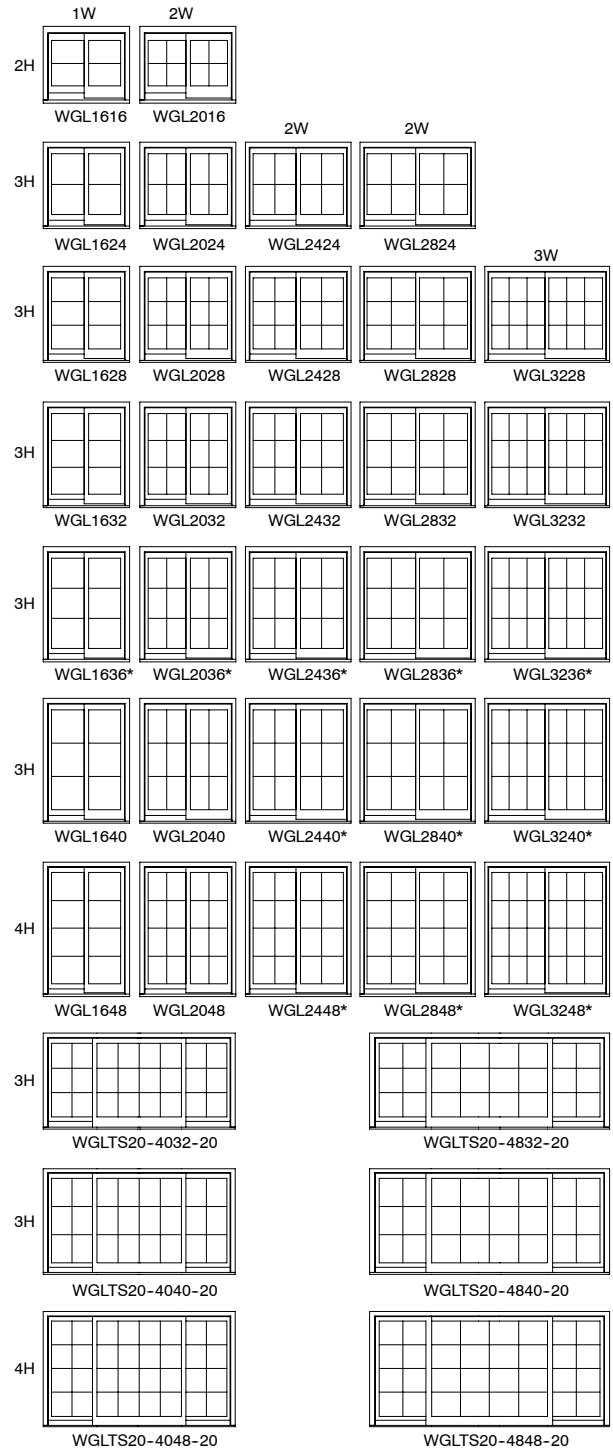 1W 2W
2H
WGL1616 WGL2016
2W 2W
3H
WGL1624 WGL2024 WGL2424 WGL2824
3W
3H
WGL1628 WGL2028 WGL2428 WGL2828 WGL3228
3H
WGL1632 WGL2032 WGL2432 WGL2832 WGL3232
3H
WGL1636* WGL2036* WGL2436* WGL2836* WGL3236*
3H
WGL1640 WGL2040 WGL2440* WGL2840* WGL3240*
4H
WGL1648 WGL2048 WGL2448* WGL2848* WGL3248*
3H
WGLTS20-4032-20 WGLTS20-4832-20
3H
WGLTS20-4040-20 WGLTS20-4840-20
4H
WGLTS20-4048-20 WGLTS20-4848-20